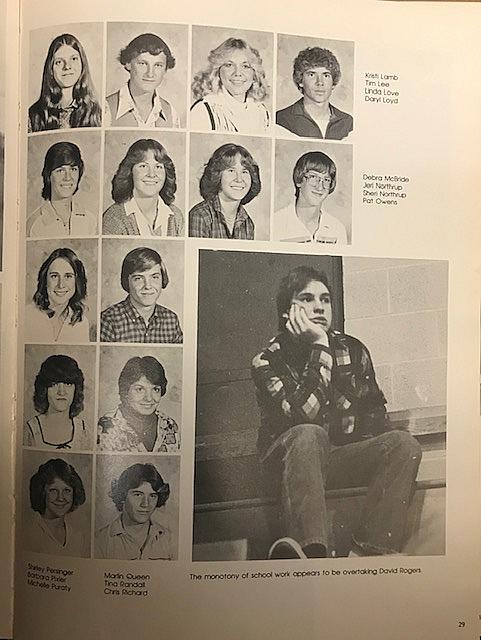 Kristi Lamb
Tim Lee
Linda Love
Daryl Loyd
Debra McBride
Jeri Northrup
Sheri Northrup
Pat Owens
Shirley Persinger
Barbara Pixler
Michelle Puraty
Marlin Queen
Tina Randall
Chris Richard
The monotony of school work appears to be overtaking David Rogers.
29